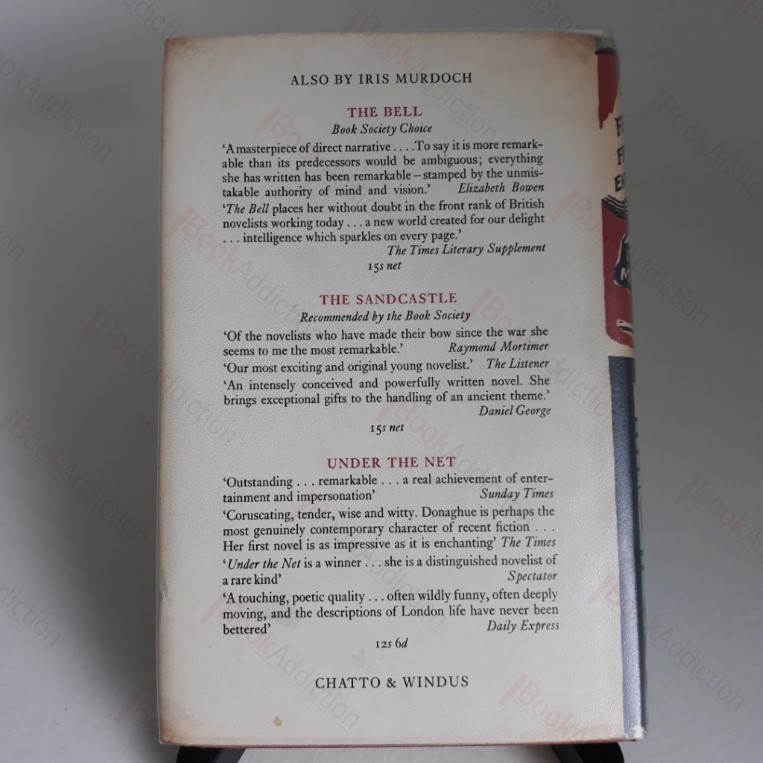 ALSO BY IRIS MURDOCH
THE BELL
Book Society Choice
‘A masterpiece of direct narrative . . . . To say it is more remark-
able than its predecessors would be ambiguous; everything
she has written has been remarkable – stamped by the unmis-
takable authority of mind and vision.’ Elizabeth Bowen
‘The Bell places her without doubt in the front rank of British
novelists working today . . . a new world created for our delight
. . . intelligence which sparkles on every page.’
The Times Literary Supplement
15s net
THE SANDCASTLE
Recommended by the Book Society
‘Of the novelists who have made their bow since the war she
seems to me the most remarkable.’ Raymond Mortimer
‘Our most exciting and original young novelist.’ The Listener
‘An intensely conceived and powerfully written novel. She
brings exceptional gifts to the handling of an ancient theme.’
Daniel George
15s net
UNDER THE NET
‘Outstanding . . . remarkable . . . a real achievement of enter-
tainment and impersonation’ Sunday Times
‘Coruscating, tender, wise and witty. Donaghue is perhaps the
most genuinely contemporary character of recent fiction . . .
Her first novel is as impressive as it is enchanting’ The Times
‘Under the Net is a winner . . . she is a distinguished novelist of
a rare kind’ Spectator
‘A touching, poetic quality . . . often wildly funny, often deeply
moving, and the descriptions of London life have never been
bettered’ Daily Express
12s 6d
CHATTO & WINDUS
BookAddiction